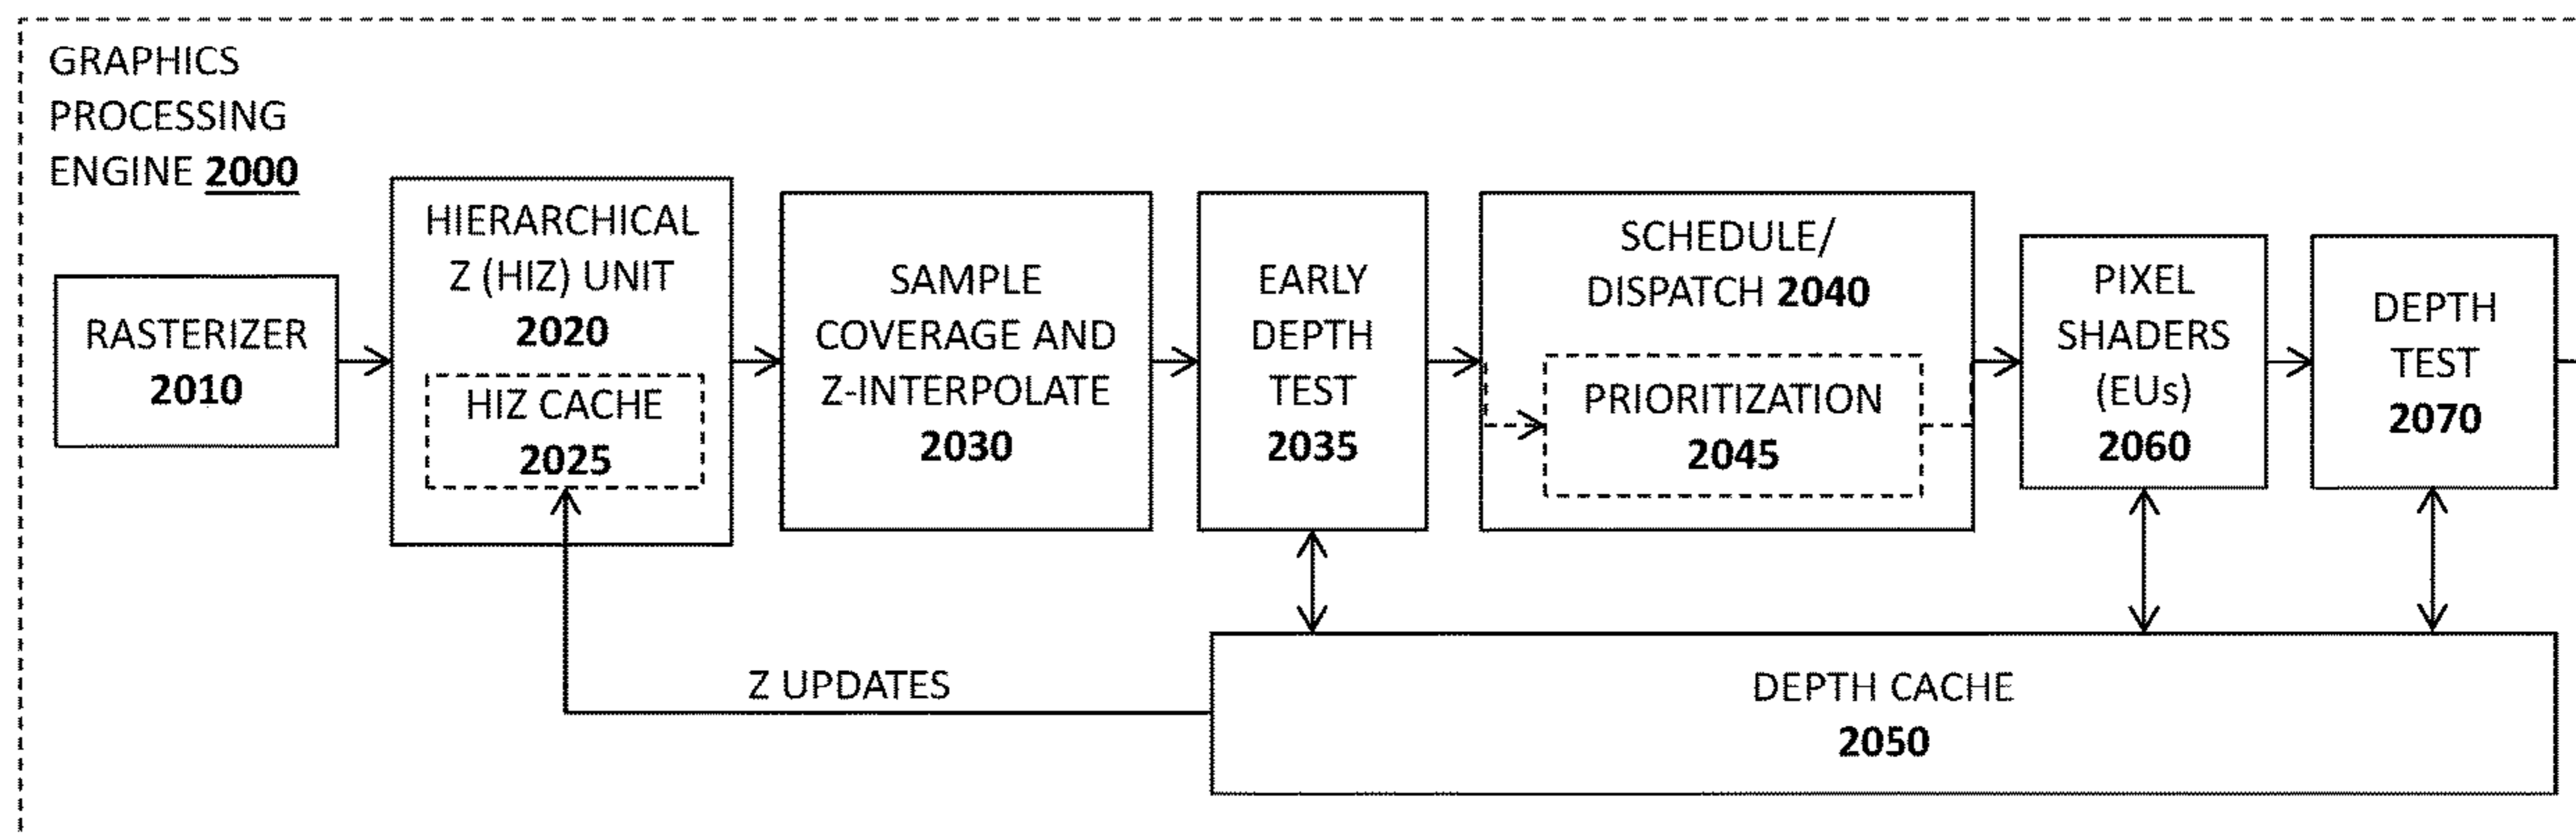 GRAPHICS
PROCESSING
ENGINE 2000
RASTERIZER
2010
HIERARCHICAL
Z (HIZ) UNIT
2020
HIZ CACHE
2025
SAMPLE
COVERAGE AND
Z-INTERPOLATE
2030
EARLY
DEPTH
TEST
2035
SCHEDULE/
DISPATCH 2040
PRIORITIZATION
2045
PIXEL
SHADERS
(EUs)
2060
DEPTH
TEST
2070
Z UPDATES
DEPTH CACHE
2050